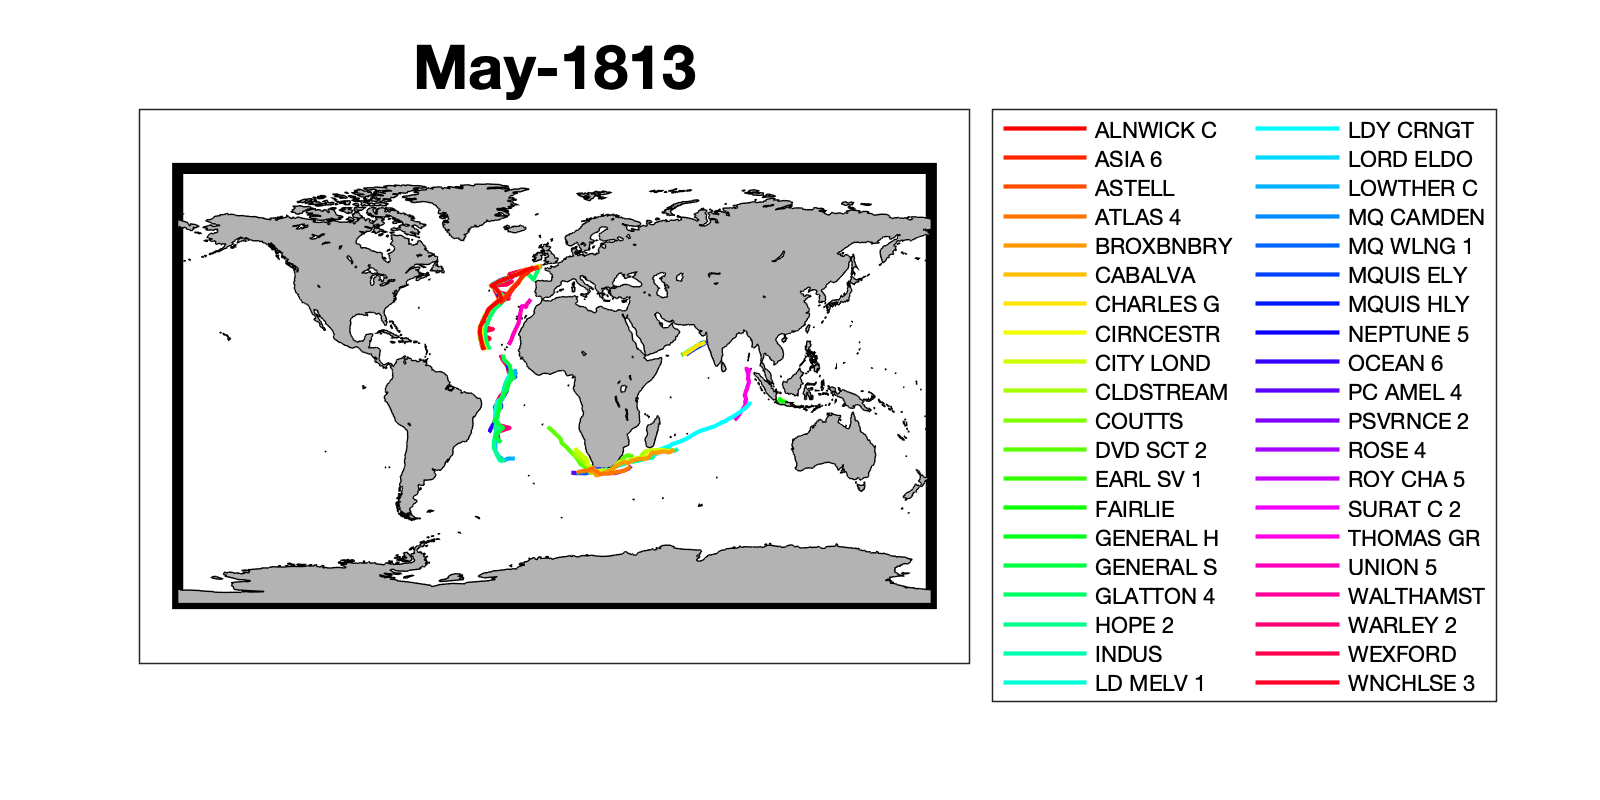 May-1813
ALNWICK C
ASIA 6
ASTELL
ATLAS 4
BROXBNBRY
CABALVA
CHARLES G
CIRNCESTR
CITY LOND
CLDSTREAM
COUTTS
DVD SCT 2
EARL SV 1
FAIRLIE
GENERAL H
GENERAL S
GLATTON 4
HOPE 2
INDUS
LD MELV 1
LDY CRNGT
LORD ELDO
LOWTHER C
MQ CAMDEN
MQ WLNG 1
MQUIS ELY
MQUIS HLY
NEPTUNE 5
OCEAN 6
PC AMEL 4
PSVRNCE 2
ROSE 4
ROY CHA 5
SURAT C 2
THOMAS GR
UNION 5
WALTHAMST
WARLEY 2
WEXFORD
WNCHLSE 3